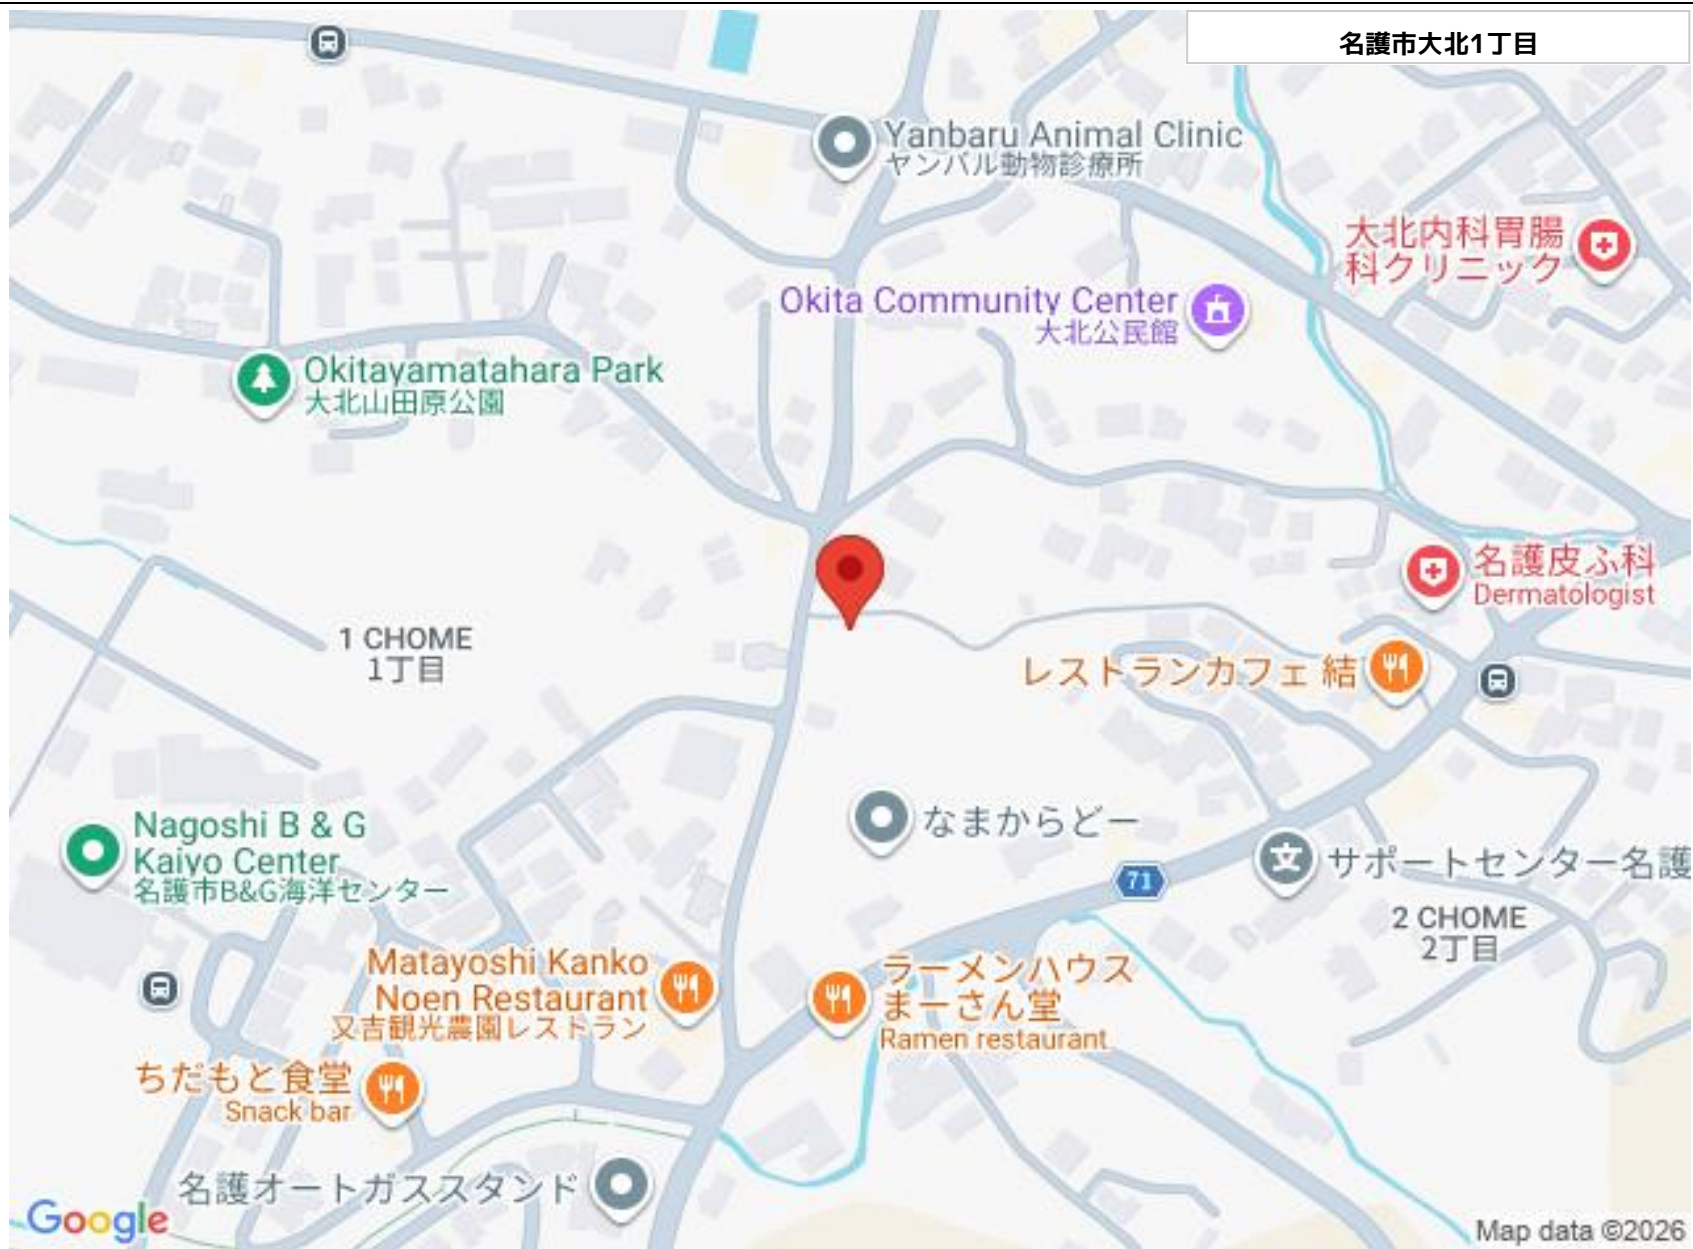 名護市大北1丁目
Yanbaru Animal Clinic
ヤンバル動物診療所
大北内科胃腸
科クリニック
Okita Community Center
大北公民館
Okitayamatahara Park
大北山田原公園
名護皮ふ科
Dermatologist
1 CHOME
1丁目
レストランカフェ 結
なまからどー
Nagoshi B & G
Kaiyo Center
名護市B&G海洋センター
71
サポートセンター名護
2 CHOME
2丁目
Matayoshi Kanko
Noen Restaurant
又吉観光農園レストラン
ラーメンハウス
まーさん堂
Ramen restaurant
ちだもと食堂
Snack bar
名護オートガススタンド
Google
Map data ©2026